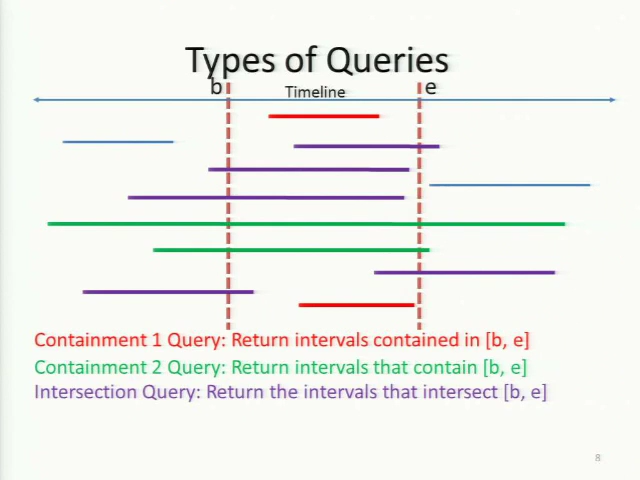 Types of Queries
b
Timeline
e
Containment 1 Query: Return intervals contained in [b, e]
Containment 2 Query: Return intervals that contain [b, e]
Intersection Query: Return the intervals that intersect [b, e]
8